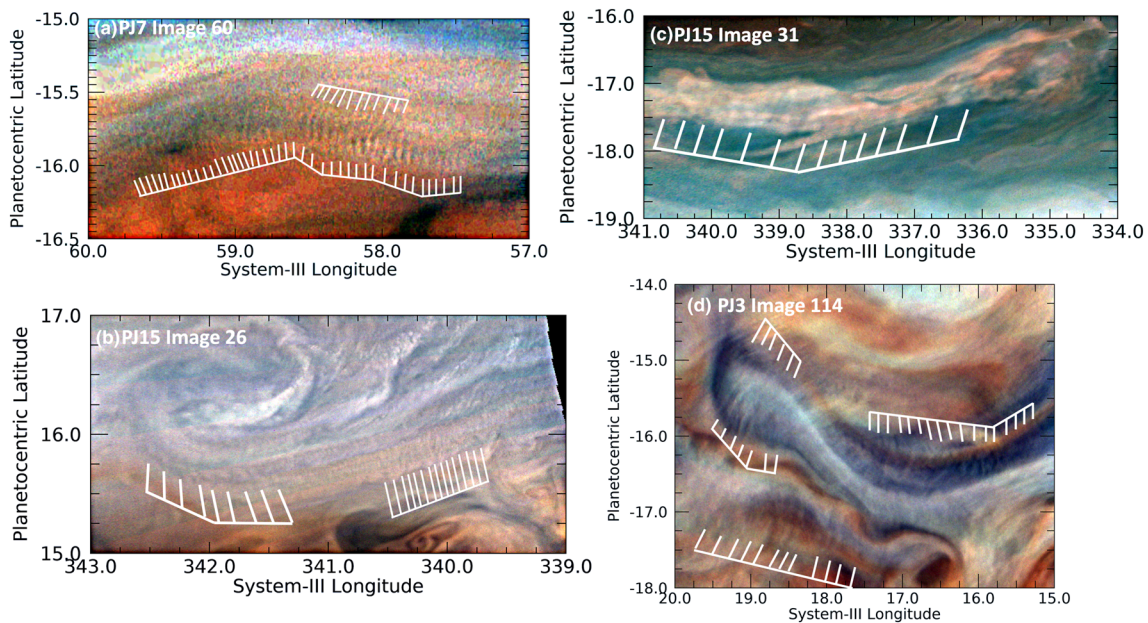 (a)PJ7 Image 60
-15.0
-15.5
-16.0
-16.5
Planetocentric Latitude
60.0 59.0 58.0 57.0
System-III Longitude
(c)PJ15 Image 31
-16.0
-17.0
-18.0
-19.0
Planetocentric Latitude
341.0 340.0 339.0 338.0 337.0 336.0 335.0 334.0
System-III Longitude
(b)PJ15 Image 26
17.0
16.0
15.0
Planetocentric Latitude
343.0 342.0 341.0 340.0 339.0
System-III Longitude
(d) PJ3 Image 114
-14.0
-15.0
-16.0
-17.0
-18.0
Planetocentric Latitude
20.0 19.0 18.0 17.0 16.0 15.0
System-III Longitude